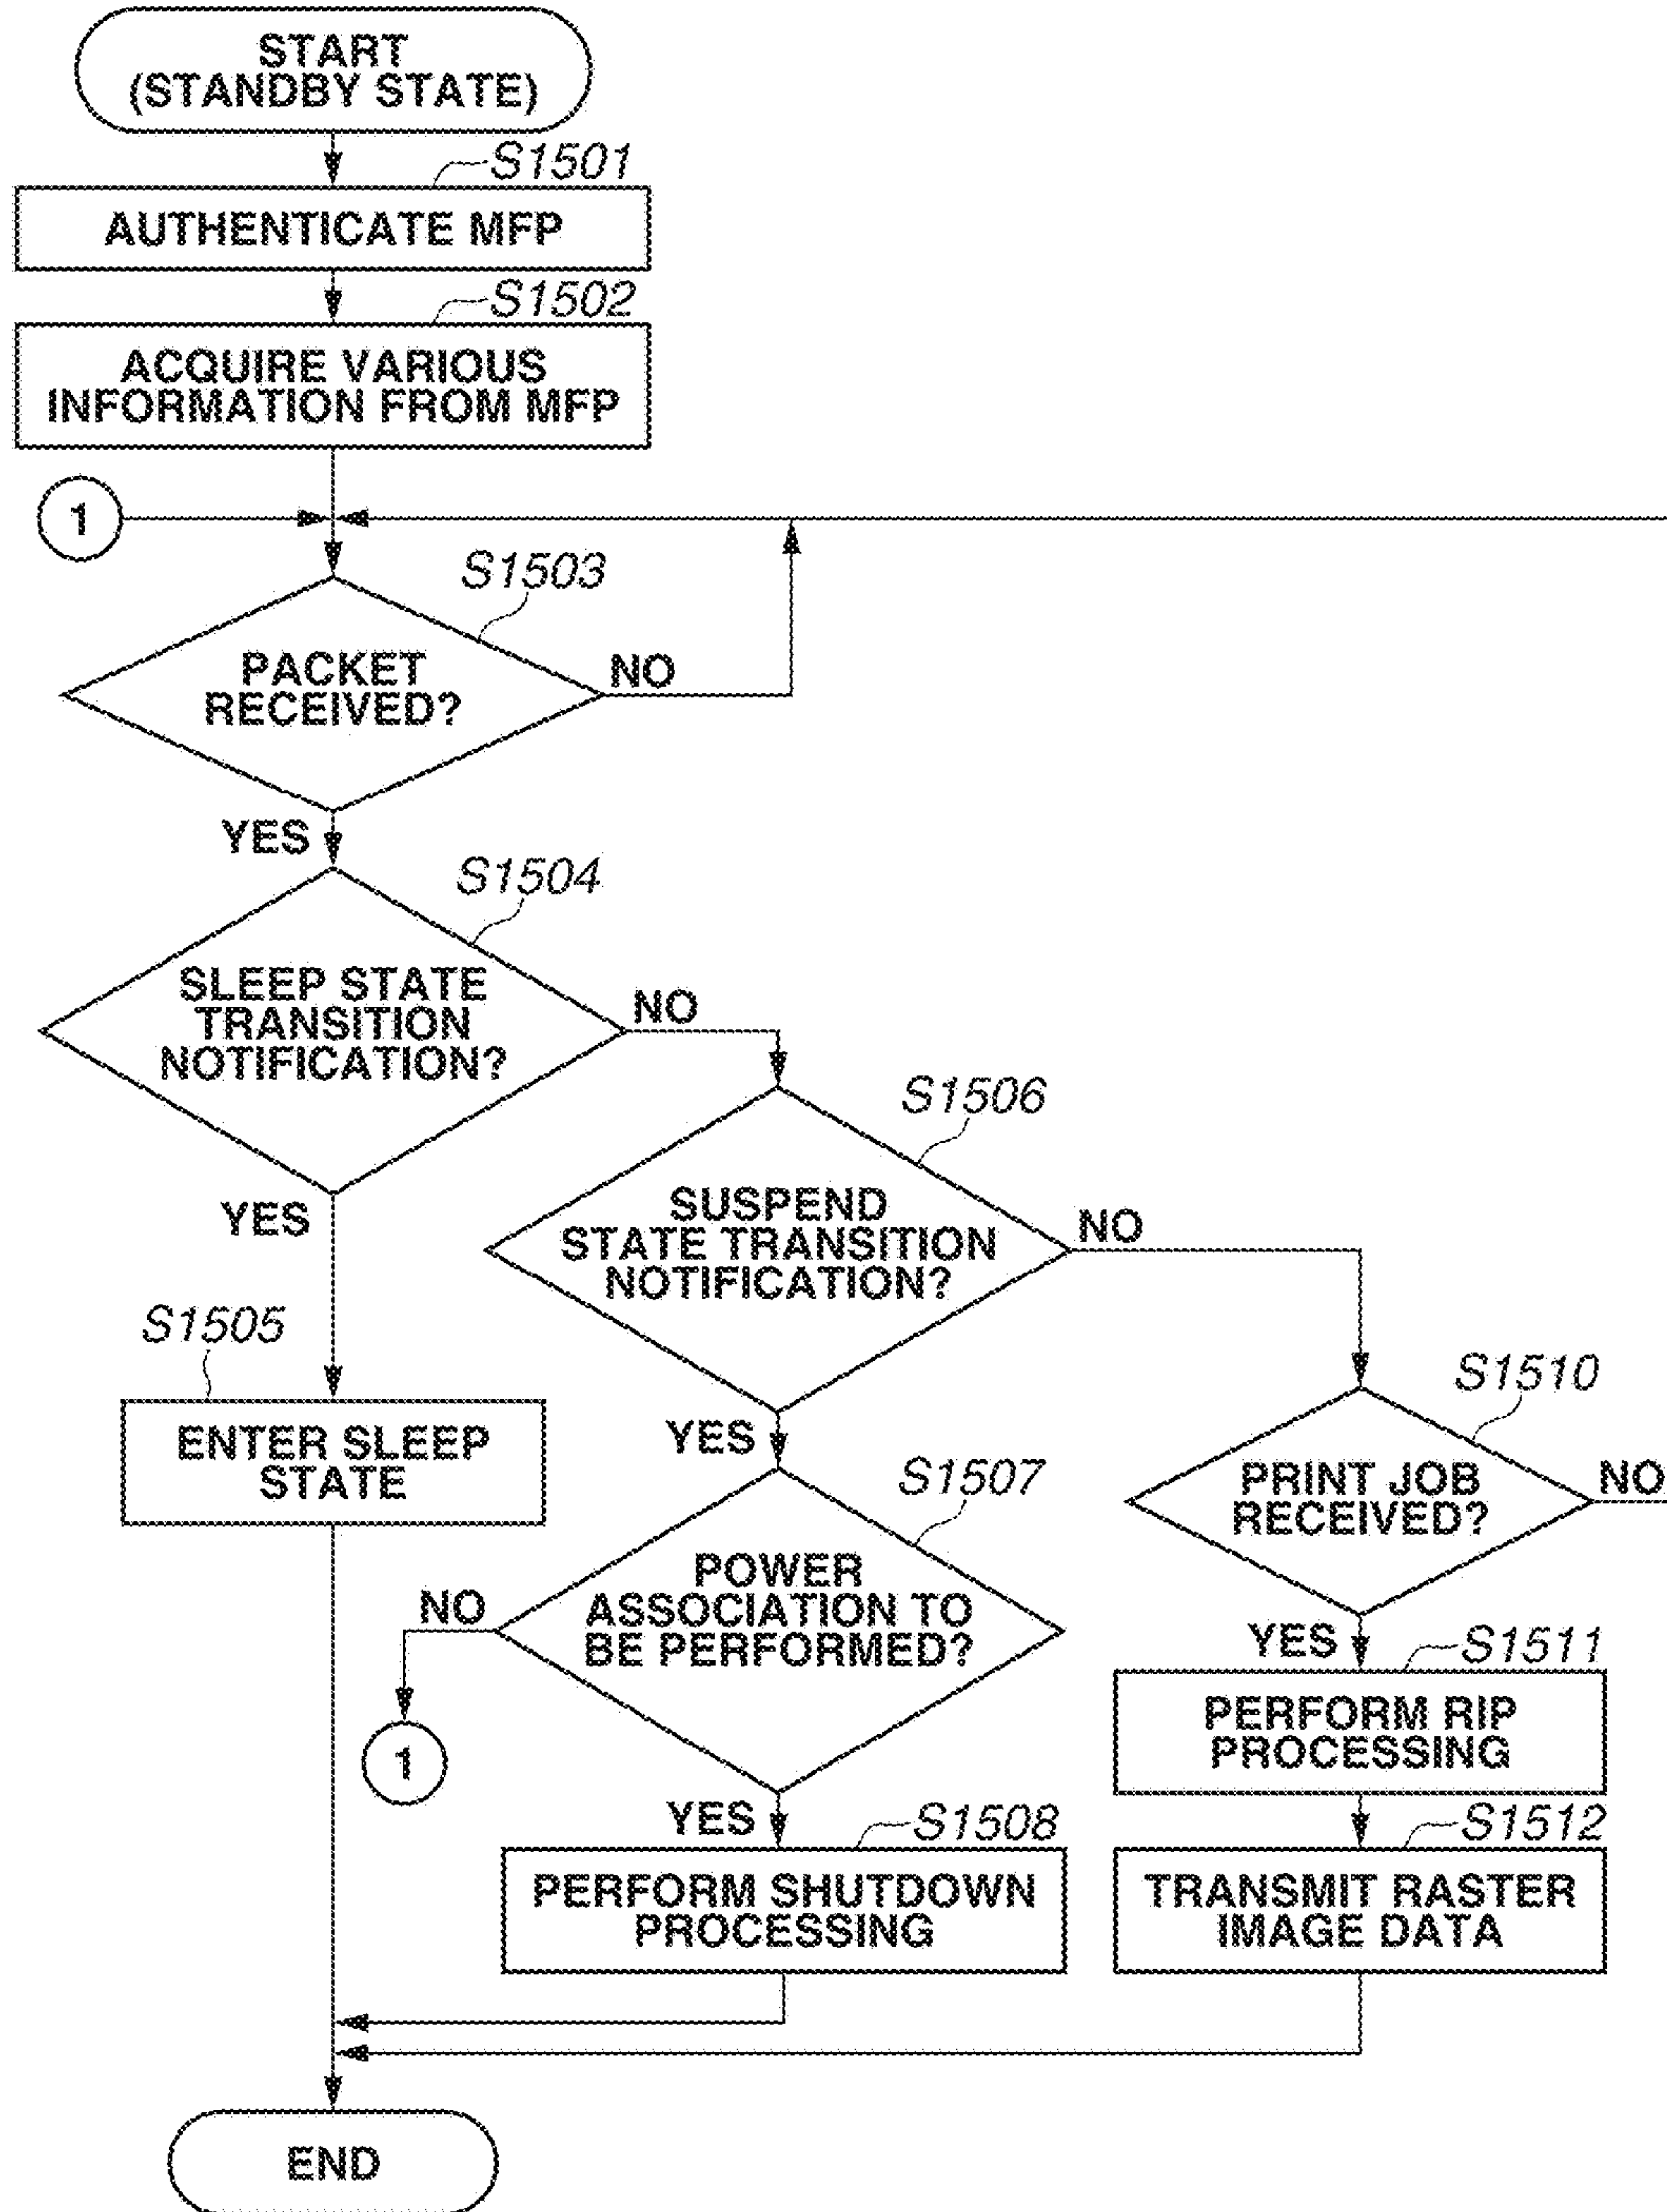 START
(STANDBY STATE)
S1501
AUTHENTICATE MFP
S1502
ACQUIRE VARIOUS
INFORMATION FROM MFP
1
S1503
PACKET
RECEIVED?
NO
YES
S1504
SLEEP STATE
TRANSITION
NOTIFICATION?
NO
YES
S1506
SUSPEND
STATE TRANSITION
NOTIFICATION?
NO
YES
S1505
ENTER SLEEP
STATE
S1507
POWER
ASSOCIATION TO
BE PERFORMED?
NO
1
YES
S1508
PERFORM SHUTDOWN
PROCESSING
S1510
PRINT JOB
RECEIVED?
NO
YES
S1511
PERFORM RIP
PROCESSING
S1512
TRANSMIT RASTER
IMAGE DATA
END